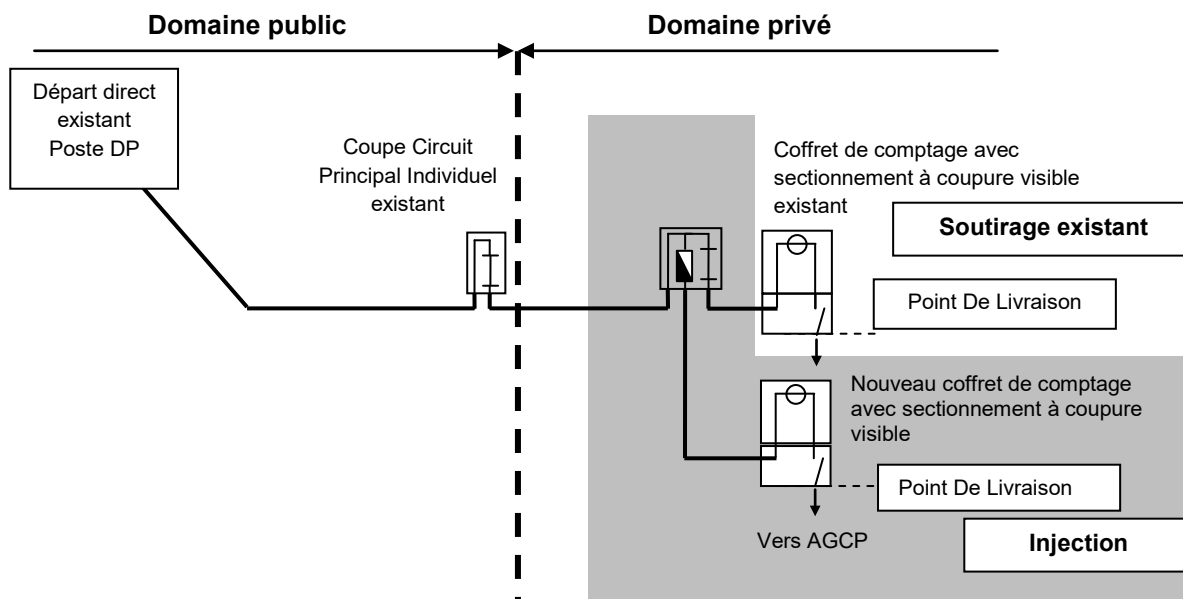 Domaine public
Domaine privé
Départ direct
existant
Poste DP
Coupe Circuit
Principal Individuel
existant
Coffret de comptage avec
sectionnement à coupure visible
existant
Soutirage existant
Point De Livraison
Nouveau coffret de comptage
avec sectionnement à coupure
visible
Point De Livraison
Vers AGCP
Injection